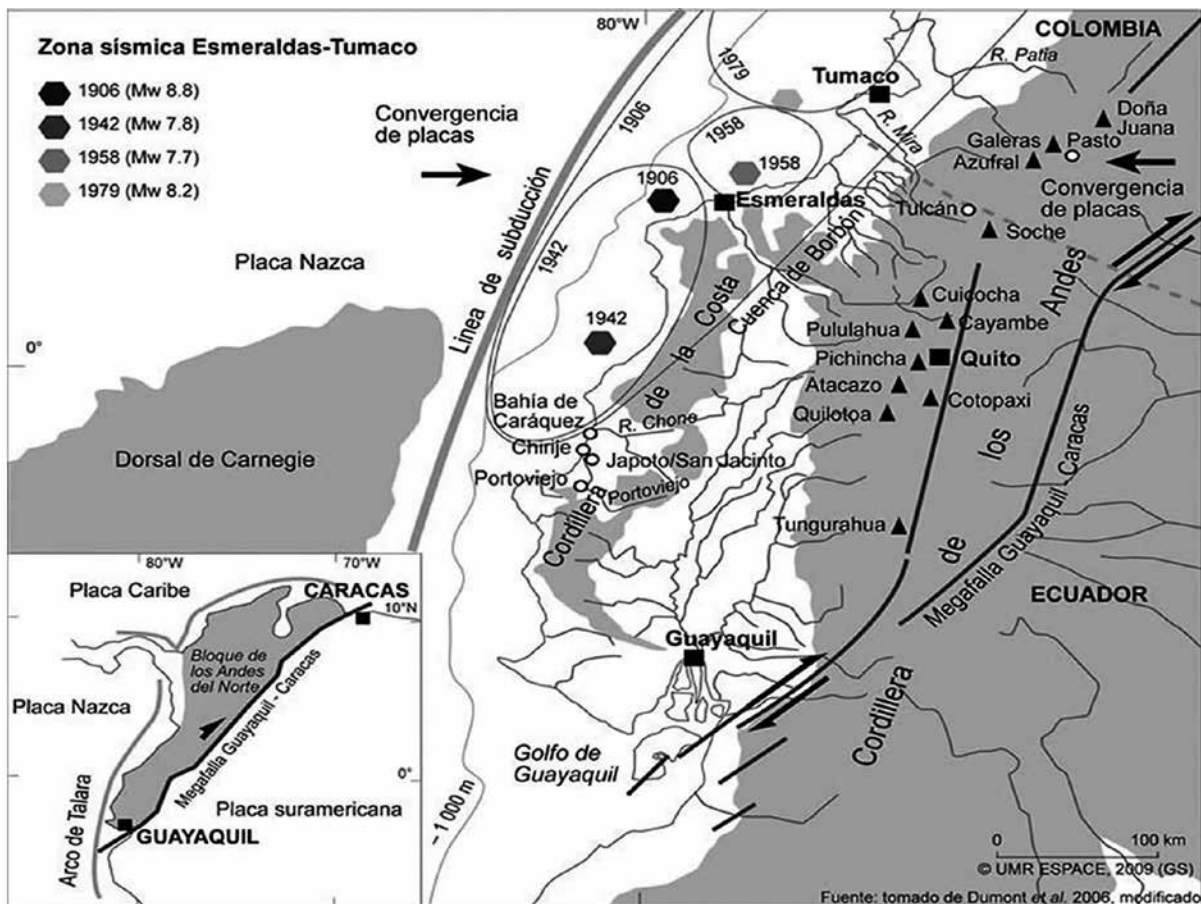 Zona sísmica Esmeraldas-Tumaco
1906 (Mw 8.8)
1942 (Mw 7.8)
1958 (Mw 7.7)
1979 (Mw 8.2)
80°W
COLOMBIA
R. Patia
1979
Tumaco
1906
Convergencia
de placas
1958
R. Mira
Doña
Juana
Galeras
Pasto
Azufral
1958
1906
Convergencia
de placas
Esmeraldas
Tulcán
Soche
Línea de subducción
1942
Placa Nazca
Cuenca de Borbón
Andes
Cuicocha
Cayambe
Pululahua
0°
1942
Quito
Pichincha
Atacazo
Cotopaxi
Quilotoa
Bahía de
Caráquez
R. Chone
Chirije
Japoto/San Jacinto
Dorsal de Carnegie
Portoviejo
Portoviejo
Cordillera de la Costa
Tungurahua
Megafalla Guayaquil - Caracas
ECUADOR
Guayaquil
Cordillera de los
Golfo de
Guayaquil
– 1 000 m
80°W
70°W
Placa Caribe
CARACAS
10°N
Bloque de
los Andes
del Norte
Placa Nazca
Megafalla Guayaquil - Caracas
0°
Placa suramericana
Arco de Talara
GUAYAQUIL
0
100 km
© UMR ESPACE, 2009 (GS)
Fuente: tomado de Dumont et al. 2006, modificado